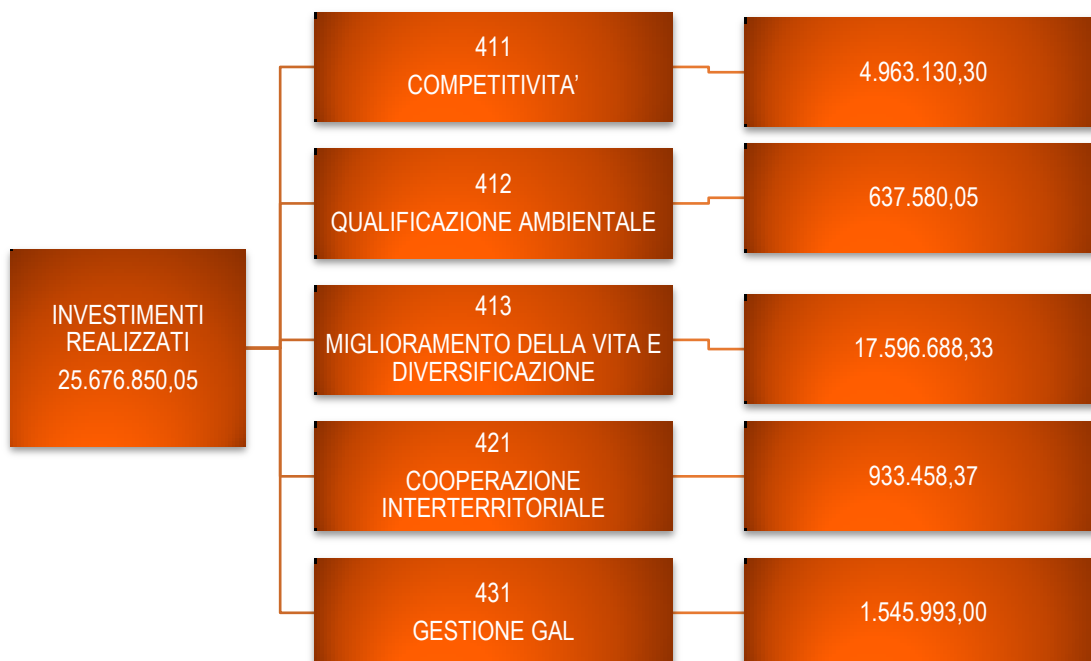 INVESTIMENTI
REALIZZATI
25.676.850,05
411
COMPETITIVITA’
4.963.130,30
412
QUALIFICAZIONE AMBIENTALE
637.580,05
413
MIGLIORAMENTO DELLA VITA E
DIVERSIFICAZIONE
17.596.688,33
421
COOPERAZIONE
INTERTERRITORIALE
933.458,37
431
GESTIONE GAL
1.545.993,00